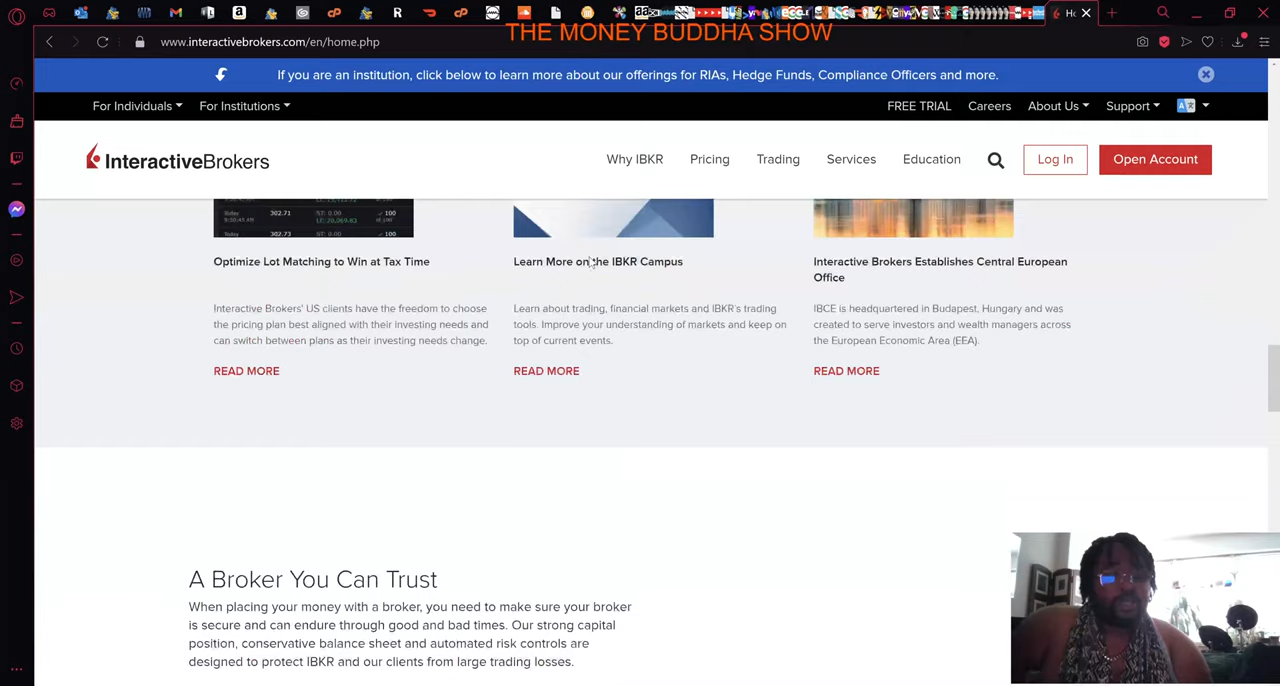 THE MONEY BUDDHA SHOW
www.interactivebrokers.com/en/home.php
If you are an institution, click below to learn more about our offerings for RIAs, Hedge Funds, Compliance Officers and more.
For Individuals For Institutions FREE TRIAL Careers About Us Support
InteractiveBrokers Why IBKR Pricing Trading Services Education Log In Open Account
302.71
302.73
Optimize Lot Matching to Win at Tax Time
Interactive Brokers' US clients have the freedom to choose
the pricing plan best aligned with their investing needs and
can switch between plans as their investing needs change.
READ MORE
Learn More on the IBKR Campus
Learn about trading, financial markets and IBKR's trading
tools. Improve your understanding of markets and keep on
top of current events.
READ MORE
Interactive Brokers Establishes Central European
Office
IBCE is headquartered in Budapest, Hungary and was
created to serve investors and wealth managers across
the European Economic Area (EEA).
READ MORE
A Broker You Can Trust
When placing your money with a broker, you need to make sure your broker
is secure and can endure through good and bad times. Our strong capital
position, conservative balance sheet and automated risk controls are
designed to protect IBKR and our clients from large trading losses.